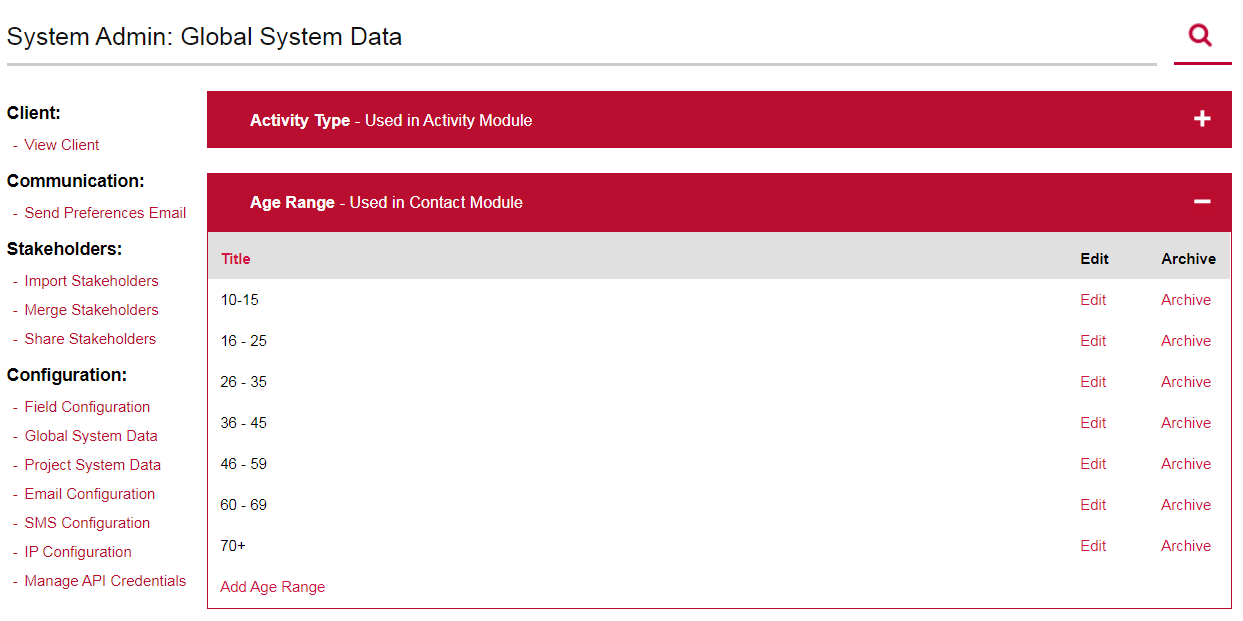 System Admin: Global System Data
Client:
- View Client
Communication:
- Send Preferences Email
Stakeholders:
- Import Stakeholders
- Merge Stakeholders
- Share Stakeholders
Configuration:
- Field Configuration
- Global System Data
- Project System Data
- Email Configuration
- SMS Configuration
- IP Configuration
- Manage API Credentials
Activity Type - Used in Activity Module
Age Range - Used in Contact Module
Title Edit Archive
10-15 Edit Archive
16 - 25 Edit Archive
26 - 35 Edit Archive
36 - 45 Edit Archive
46 - 59 Edit Archive
60 - 69 Edit Archive
70+ Edit Archive
Add Age Range